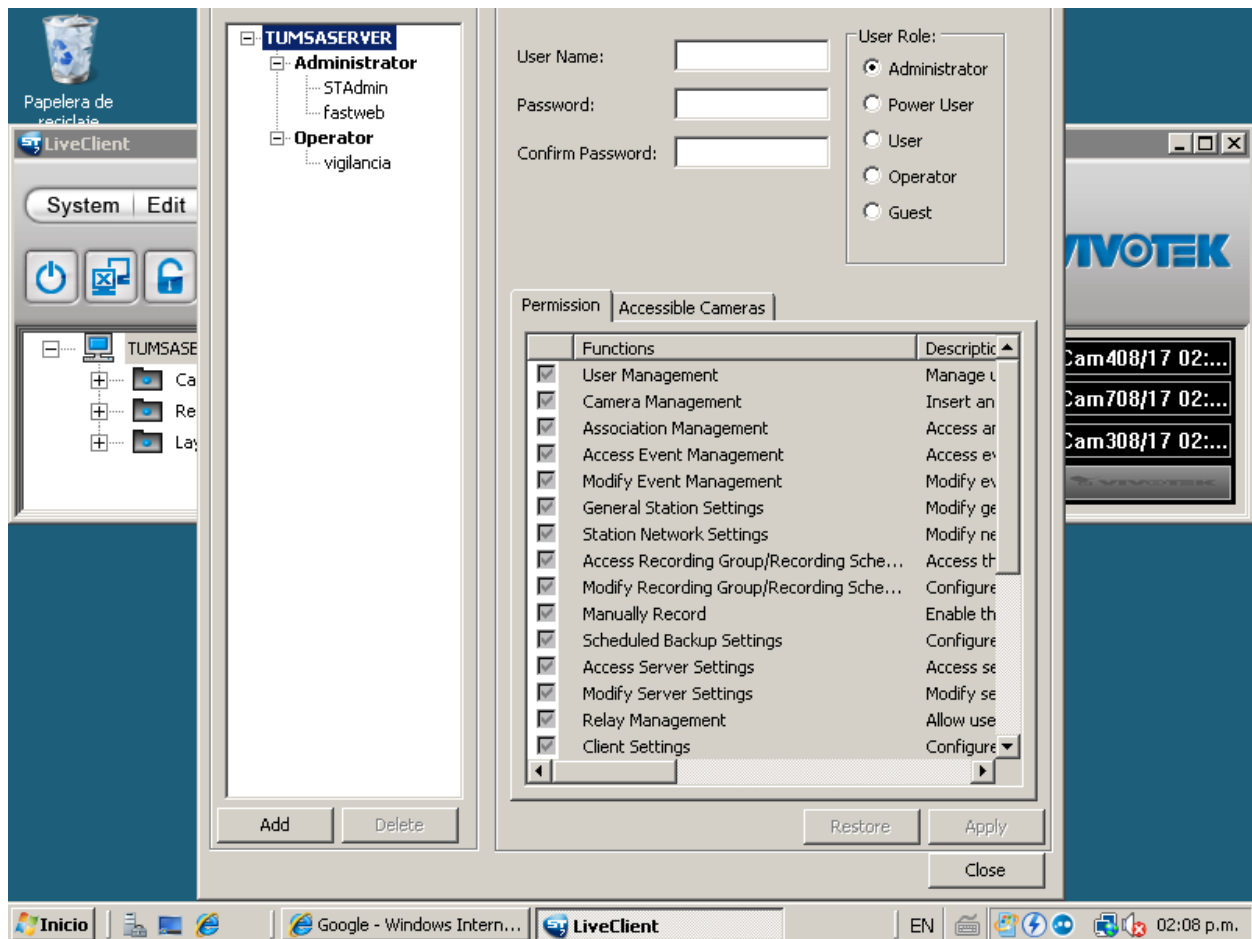 Papelera de
reciclaje
LiveClient
System
Edit
TUMSASE
Ca
Re
Lay
TUMSASERVER
Administrator
STAdmin
fastweb
Operator
vigilancia
Add
Delete
User Name:
Password:
Confirm Password:
User Role:
Administrator
Power User
User
Operator
Guest
Permission
Accessible Cameras
Functions Descriptic
User Management Manage u
Camera Management Insert an
Association Management Access ar
Access Event Management Access ev
Modify Event Management Modify ev
General Station Settings Modify ge
Station Network Settings Modify ne
Access Recording Group/Recording Sche... Access th
Modify Recording Group/Recording Sche... Configure
Manually Record Enable th
Scheduled Backup Settings Configure
Access Server Settings Access se
Modify Server Settings Modify se
Relay Management Allow use
Client Settings Configure
Restore
Apply
Close
VIVOTEK
Cam408/17 02:...
Cam708/17 02:...
Cam308/17 02:...
VIVOTEK
Inicio
Google - Windows Intern...
LiveClient
EN
02:08 p.m.